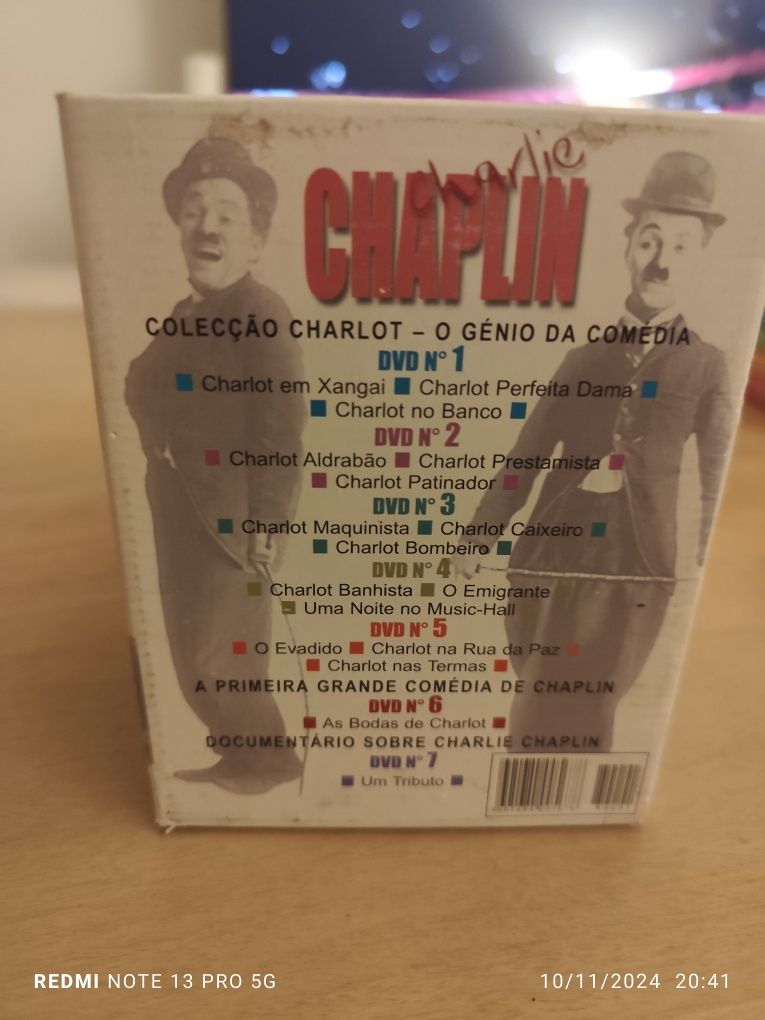 charlie
CHAPLIN
COLECÇÃO CHARLOT – O GÉNIO DA COMÉDIA
DVD Nº 1
Charlot em Xangai ■ Charlot Perfeita Dama
Charlot no Banco
DVD Nº 2
Charlot Aldrabão ■ Charlot Prestamista
Charlot Patinador
DVD Nº 3
Charlot Maquinista ■ Charlot Caixeiro
Charlot Bombeiro
DVD Nº 4
Charlot Banhista ■ O Emigrante
Uma Noite no Music-Hall
DVD Nº 5
O Evadido ■ Charlot na Rua da Paz
Charlot nas Termas
A PRIMEIRA GRANDE COMÉDIA DE CHAPLIN
DVD Nº 6
As Bodas de Charlot
DOCUMENTÁRIO SOBRE CHARLIE CHAPLIN
DVD Nº 7
Um Tributo
REDMI NOTE 13 PRO 5G
10/11/2024 20:41